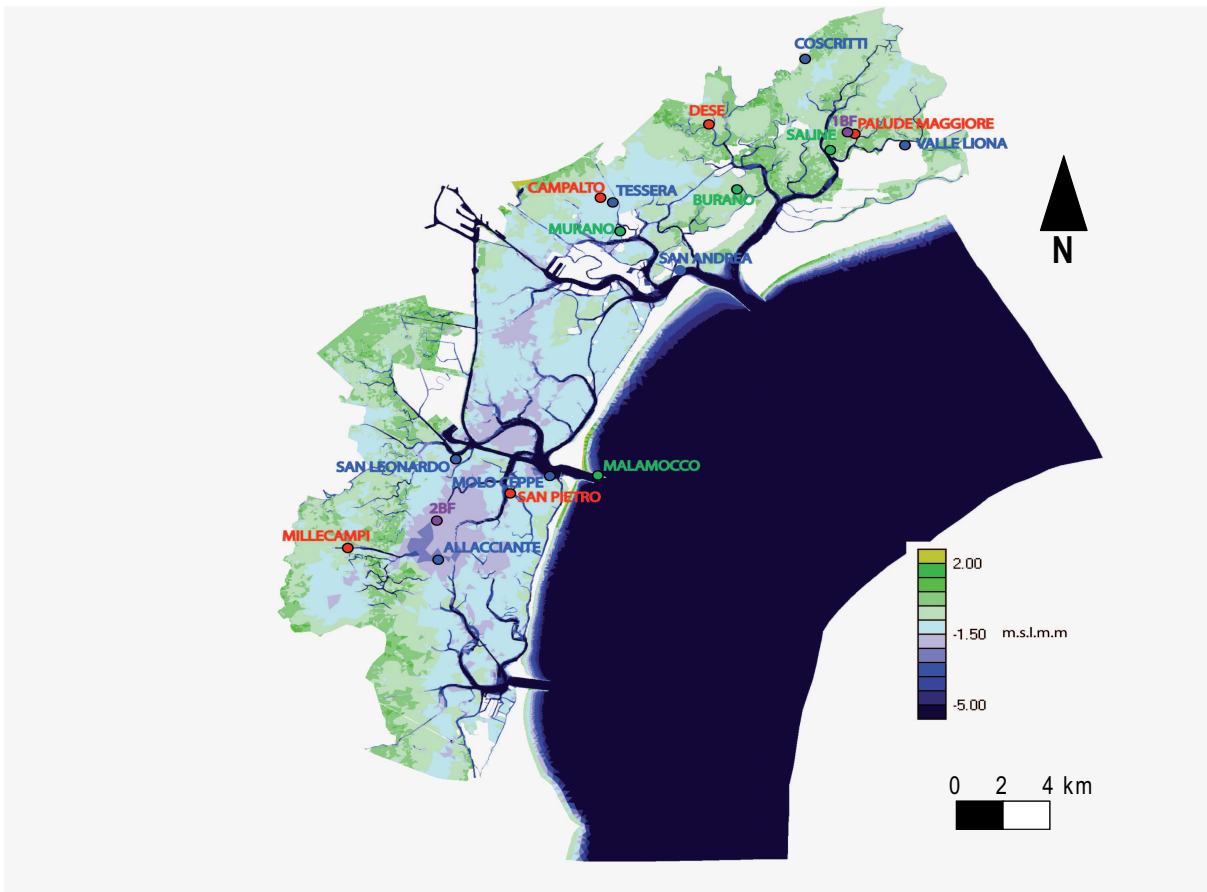 COSCRITTI
DESE
1BF
PALUDE MAGGIORE
SALINE
VALLE LIONA
CAMPALTO
TESSERA
BURANO
MURANO
N
SAN ANDREA
SAN LEONARDO
MALAMOCCO
MOLO CEPPE
SAN PIETRO
2BF
MILLECAMPI
ALLACCIANTE
2.00
-1.50 m.s.l.m.m
-5.00
0 2 4 km